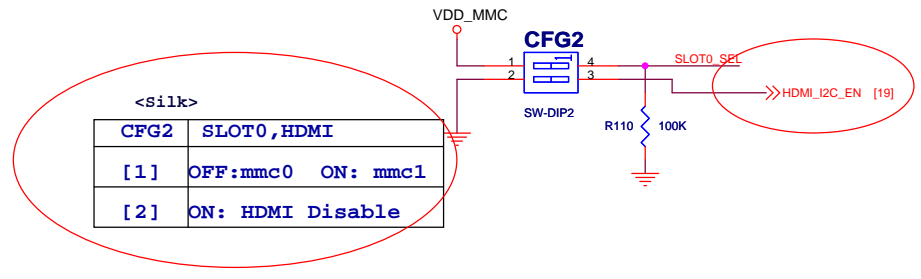 VDD_MMC
CFG2
1
1
4
2
3
SLOT0_SEL
HDMI_I2C_EN [19]
SW-DIP2
R110 100K
<Silk>
CFG2 SLOT0,HDMI
[1] OFF:mmc0 ON: mmc1
[2] ON: HDMI Disable